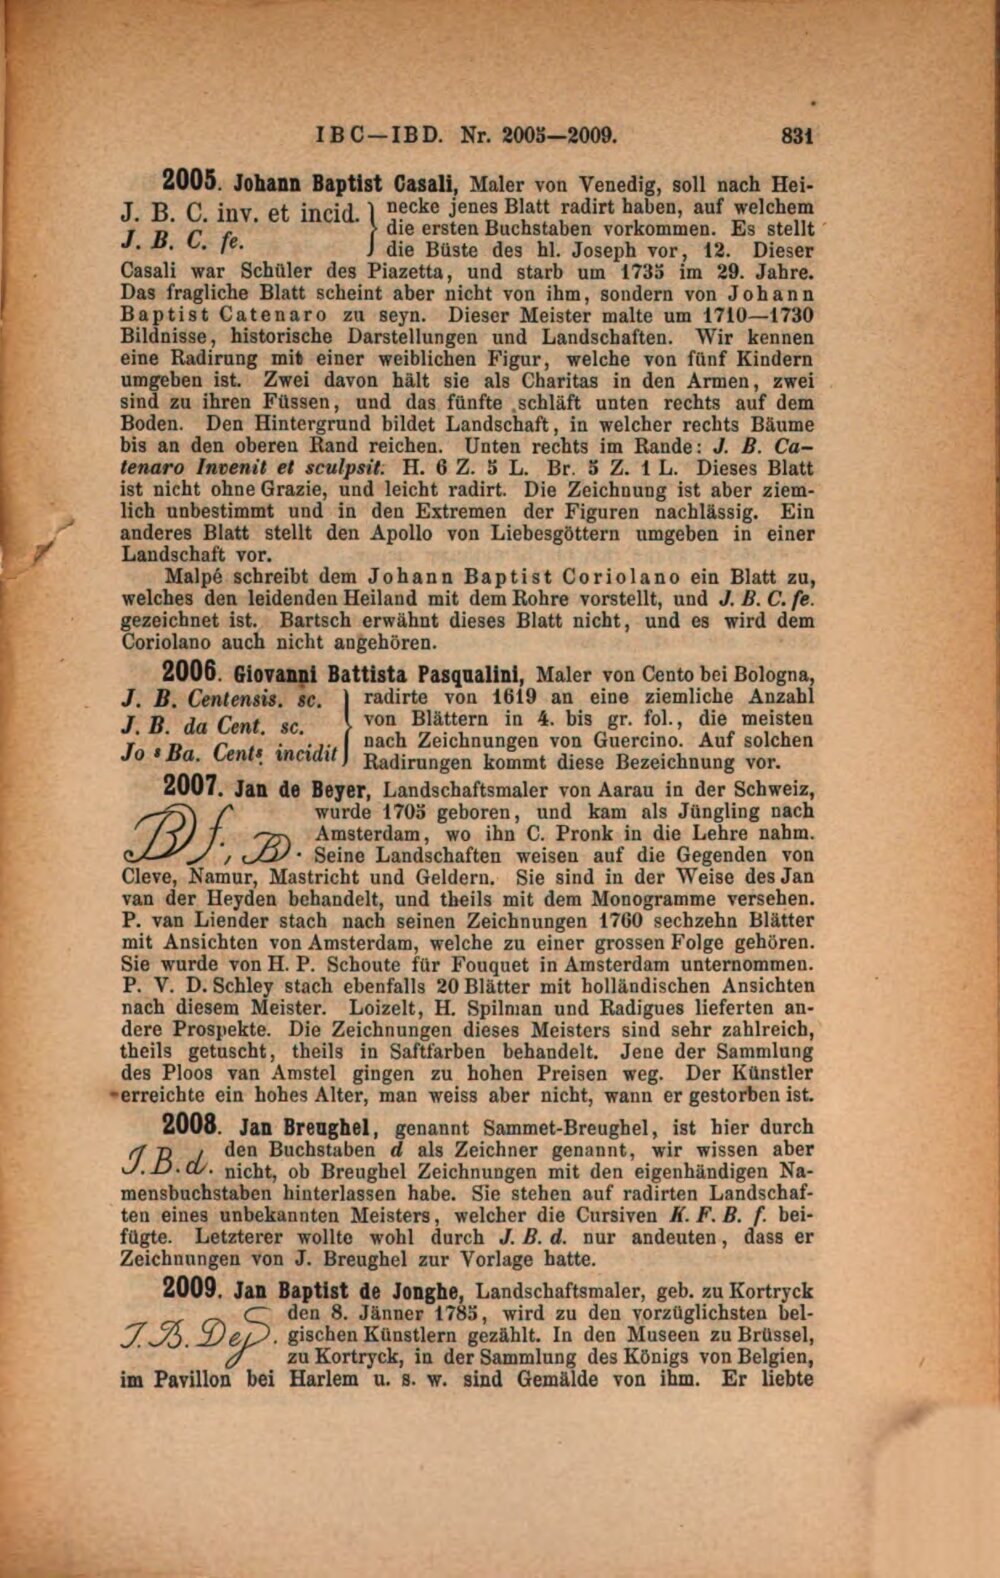 IBC—IBD. Nr. 2005—2009. 831
2005. Johann Baptist Casali, Maler von Venedig, soll nach Hei-
J. B. C. inv. et incid. } necke jenes Blatt radirt haben, auf welchem
J. B. C. fe. die ersten Buchstaben vorkommen. Es stellt
die Büste des hl. Joseph vor, 12. Dieser
Casali war Schüler des Piazetta, und starb um 1735 im 29. Jahre.
Das fragliche Blatt scheint aber nicht von ihm, sondern von Johann
Baptist Catenaro zu seyn. Dieser Meister malte um 1710—1730
Bildnisse, historische Darstellungen und Landschaften. Wir kennen
eine Radirung mit einer weiblichen Figur, welche von fünf Kindern
umgeben ist. Zwei davon hält sie als Charitas in den Armen, zwei
sind zu ihren Füssen, und das fünfte schläft unten rechts auf dem
Boden. Den Hintergrund bildet Landschaft, in welcher rechts Bäume
bis an den oberen Rand reichen. Unten rechts im Rande: J. B. Ca-
tenaro Invenit et sculpsit. H. 6 Z. 5 L. Br. 5 Z. 1 L. Dieses Blatt
ist nicht ohne Grazie, und leicht radirt. Die Zeichnung ist aber ziem-
lich unbestimmt und in den Extremen der Figuren nachlässig. Ein
anderes Blatt stellt den Apollo von Liebesgöttern umgeben in einer
Landschaft vor.
Malpé schreibt dem Johann Baptist Coriolano ein Blatt zu,
welches den leidenden Heiland mit dem Rohre vorstellt, und J. B. C. fe.
gezeichnet ist. Bartsch erwähnt dieses Blatt nicht, und es wird dem
Coriolano auch nicht angehören.
2006. Giovanni Battista Pasqualini, Maler von Cento bei Bologna,
J. B. Centensis. sc. } radirte von 1619 an eine ziemliche Anzahl
J. B. da Cent. sc. von Blättern in 4. bis gr. fol., die meisten
nach Zeichnungen von Guercino. Auf solchen
Jo s Ba. Cents incidit Radirungen kommt diese Bezeichnung vor.
2007. Jan de Beyer, Landschaftsmaler von Aarau in der Schweiz,
wurde 1705 geboren, und kam als Jüngling nach
B f. Amsterdam, wo ihn C. Pronk in die Lehre nahm.
, B. Seine Landschaften weisen auf die Gegenden von
Cleve, Namur, Mastricht und Geldern. Sie sind in der Weise des Jan
van der Heyden behandelt, und theils mit dem Monogramme versehen.
P. van Liender stach nach seinen Zeichnungen 1760 sechzehn Blätter
mit Ansichten von Amsterdam, welche zu einer grossen Folge gehören.
Sie wurde von H. P. Schoute für Fouquet in Amsterdam unternommen.
P. V. D. Schley stach ebenfalls 20 Blätter mit holländischen Ansichten
nach diesem Meister. Loizelt, H. Spilman und Radigues lieferten an-
dere Prospekte. Die Zeichnungen dieses Meisters sind sehr zahlreich,
theils getuscht, theils in Saftfarben behandelt. Jene der Sammlung
des Ploos van Amstel gingen zu hohen Preisen weg. Der Künstler
erreichte ein hohes Alter, man weiss aber nicht, wann er gestorben ist.
2008. Jan Breughel, genannt Sammet-Breughel, ist hier durch
den Buchstaben d als Zeichner genannt, wir wissen aber
J. B. d. nicht, ob Breughel Zeichnungen mit den eigenhändigen Na-
mensbuchstaben hinterlassen habe. Sie stehen auf radirten Landschaf-
ten eines unbekannten Meisters, welcher die Cursiven K. F. B. f. bei-
fügte. Letzterer wollte wohl durch J. B. d. nur andeuten, dass er
Zeichnungen von J. Breughel zur Vorlage hatte.
2009. Jan Baptist de Jonghe, Landschaftsmaler, geb. zu Kortryck
den 8. Jänner 1785, wird zu den vorzüglichsten bel-
J. B. De J. gischen Künstlern gezählt. In den Museen zu Brüssel,
zu Kortryck, in der Sammlung des Königs von Belgien,
im Pavillon bei Harlem u. s. w. sind Gemälde von ihm. Er liebte